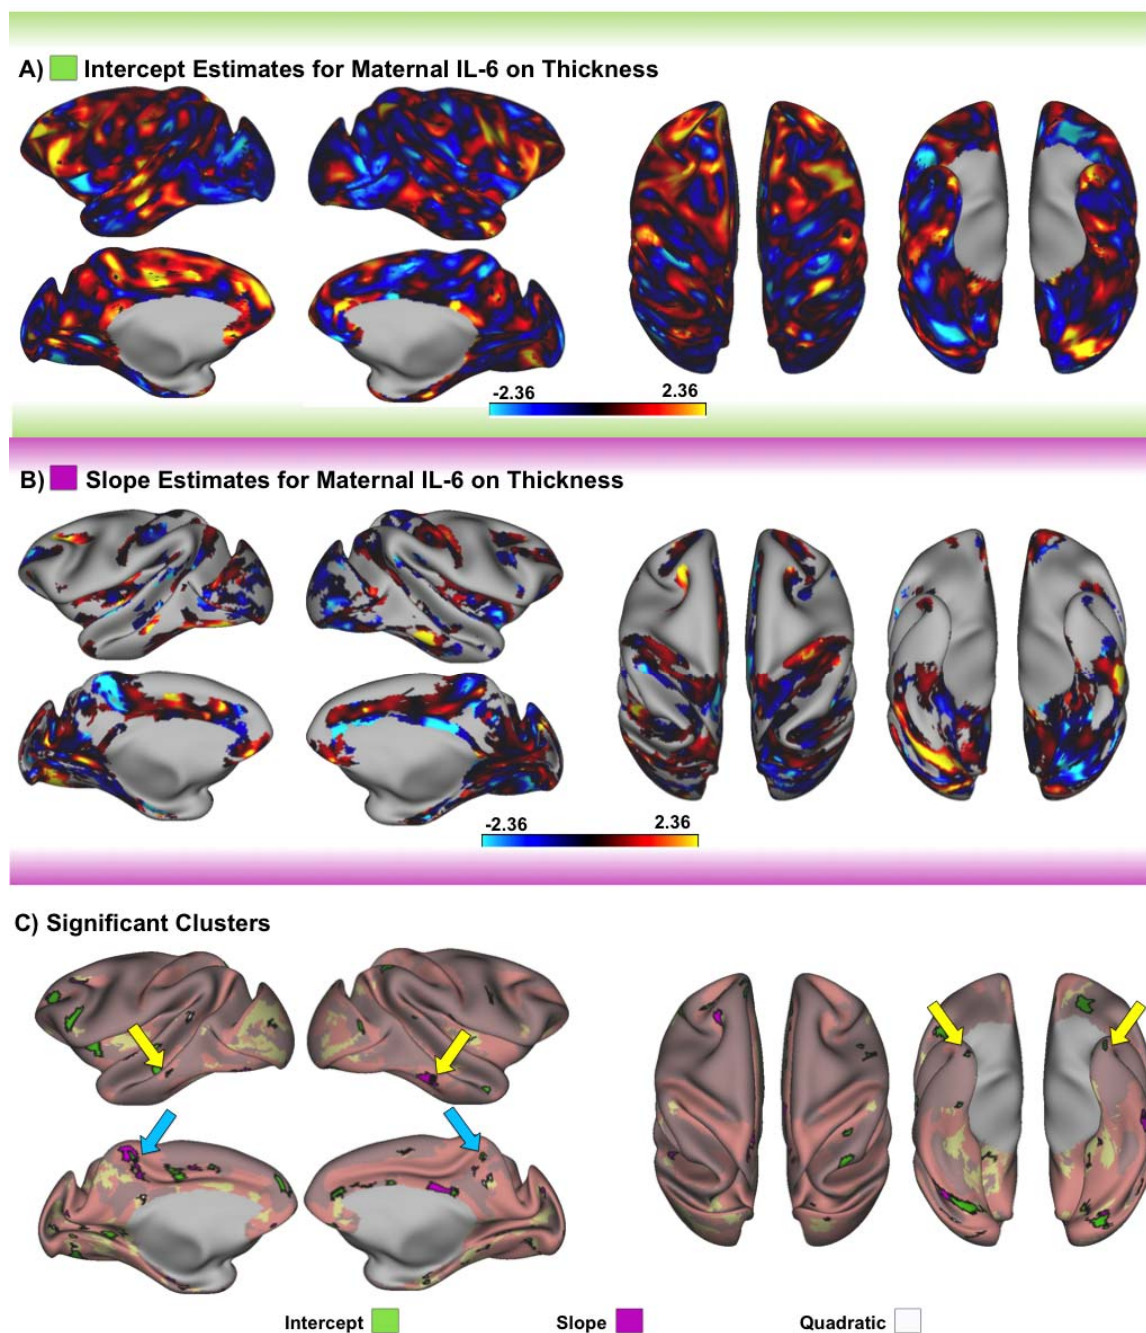 A) Intercept Estimates for Maternal IL-6 on Thickness
-2.36 2.36
B) Slope Estimates for Maternal IL-6 on Thickness
-2.36 2.36
C) Significant Clusters
Intercept Slope Quadratic